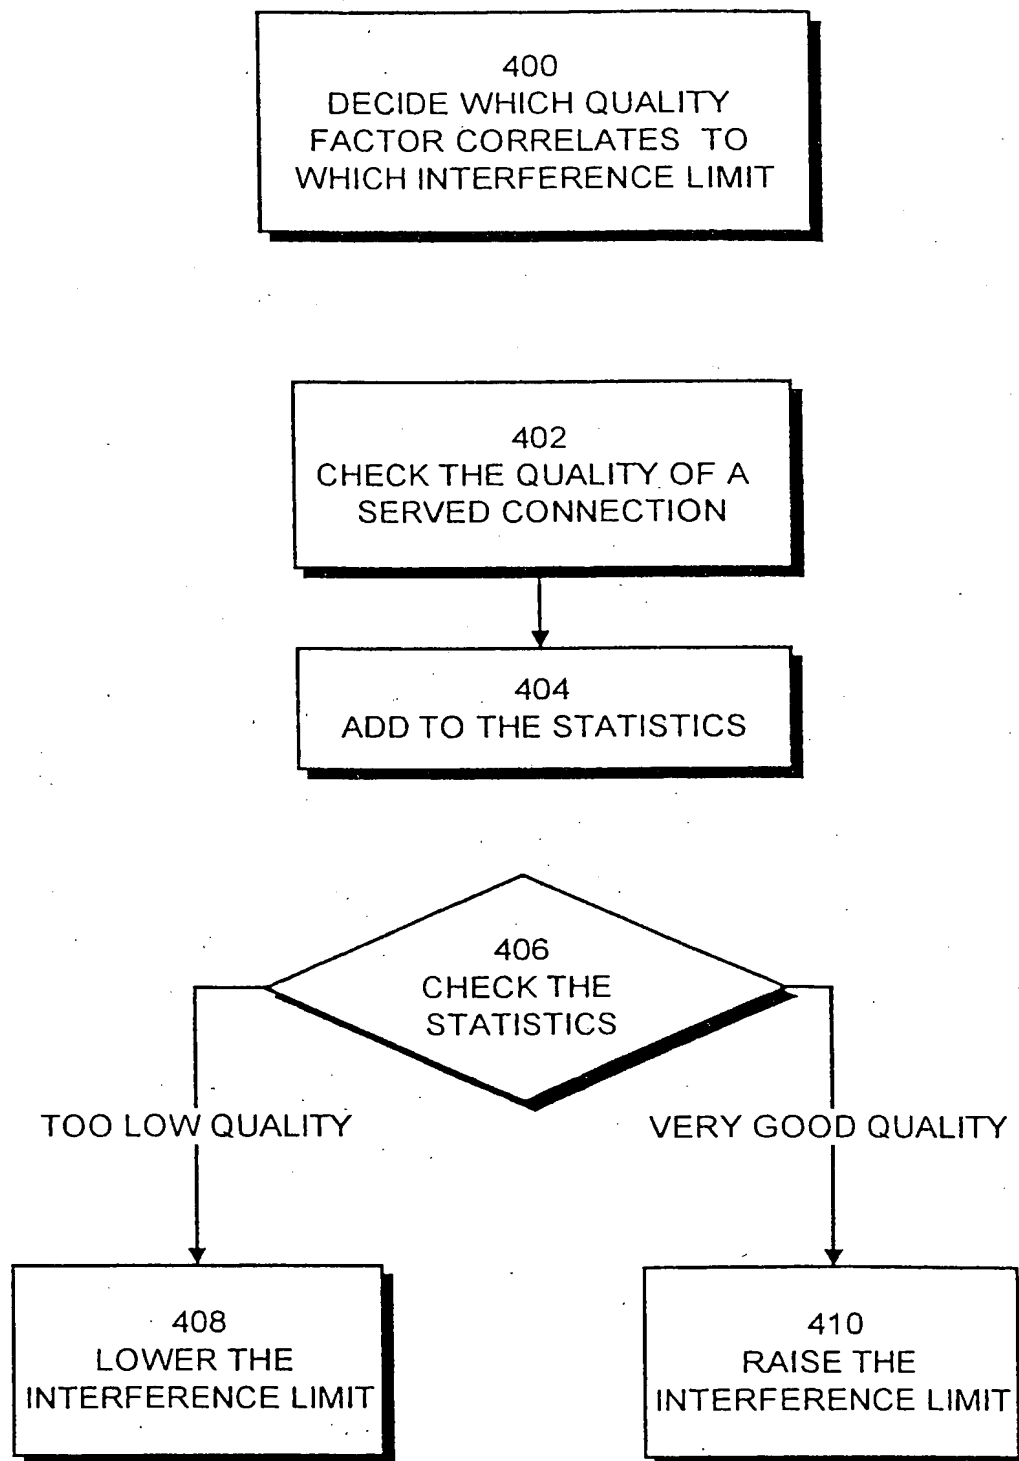 400
DECIDE WHICH QUALITY
FACTOR CORRELATES TO
WHICH INTERFERENCE LIMIT
402
CHECK THE QUALITY OF A
SERVED CONNECTION
404
ADD TO THE STATISTICS
406
CHECK THE
STATISTICS
TOO LOW QUALITY
VERY GOOD QUALITY
408
LOWER THE
INTERFERENCE LIMIT
410
RAISE THE
INTERFERENCE LIMIT